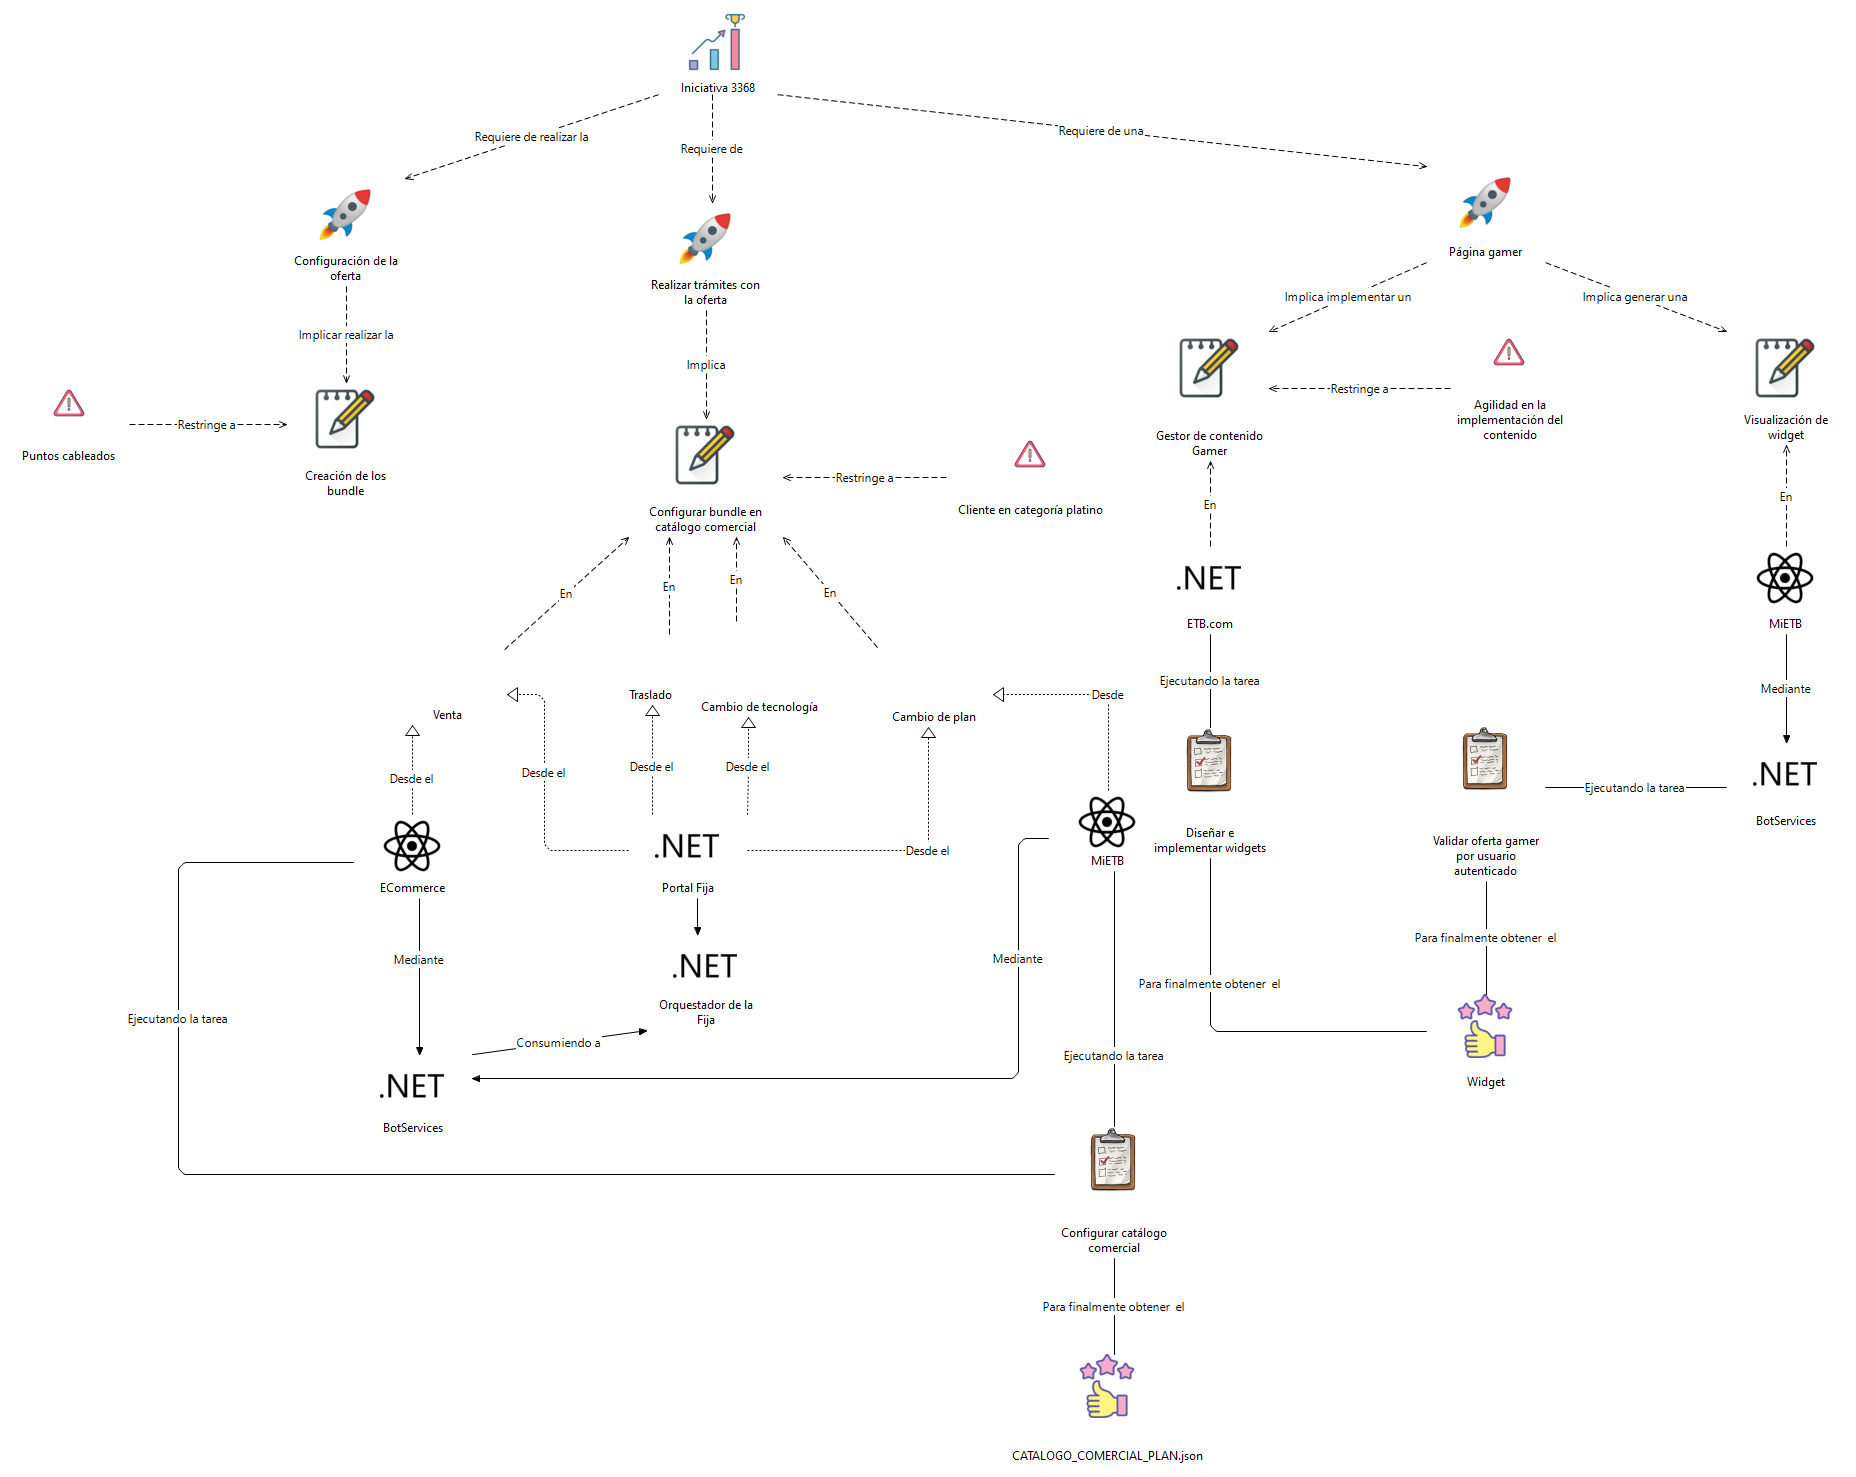 Iniciativa 3368
Requiere de realizar la
Requiere de
Requiere de una
Configuración de la
oferta
Realizar trámites con
la oferta
Página gamer
Implicar realizar la
Implica
Implica implementar un
Implica generar una
Puntos cableados
Restringe a
Creación de los
bundle
Configurar bundle en
catálogo comercial
Restringe a
Cliente en categoría platino
Gestor de contenido
Gamer
Restringe a
Agilidad en la
implementación del
contenido
Visualización de
widget
En
En
En
En
En
En
.NET
ETB.com
MiETB
Venta
Traslado
Cambio de tecnología
Cambio de plan
Desde
Ejecutando la tarea
Mediante
Desde el
Desde el
Desde el
Desde el
Desde el
ECommerce
.NET
Portal Fija
MiETB
Diseñar e
implementar widgets
Validar oferta gamer
por usuario
autenticado
Ejecutando la tarea
.NET
BotServices
Mediante
.NET
Orquestador de la
Fija
Mediante
Para finalmente obtener  el
Para finalmente obtener  el
Ejecutando la tarea
Consumiendo a
Ejecutando la tarea
.NET
BotServices
Widget
Configurar catálogo
comercial
Para finalmente obtener  el
CATALOGO_COMERCIAL_PLAN.json